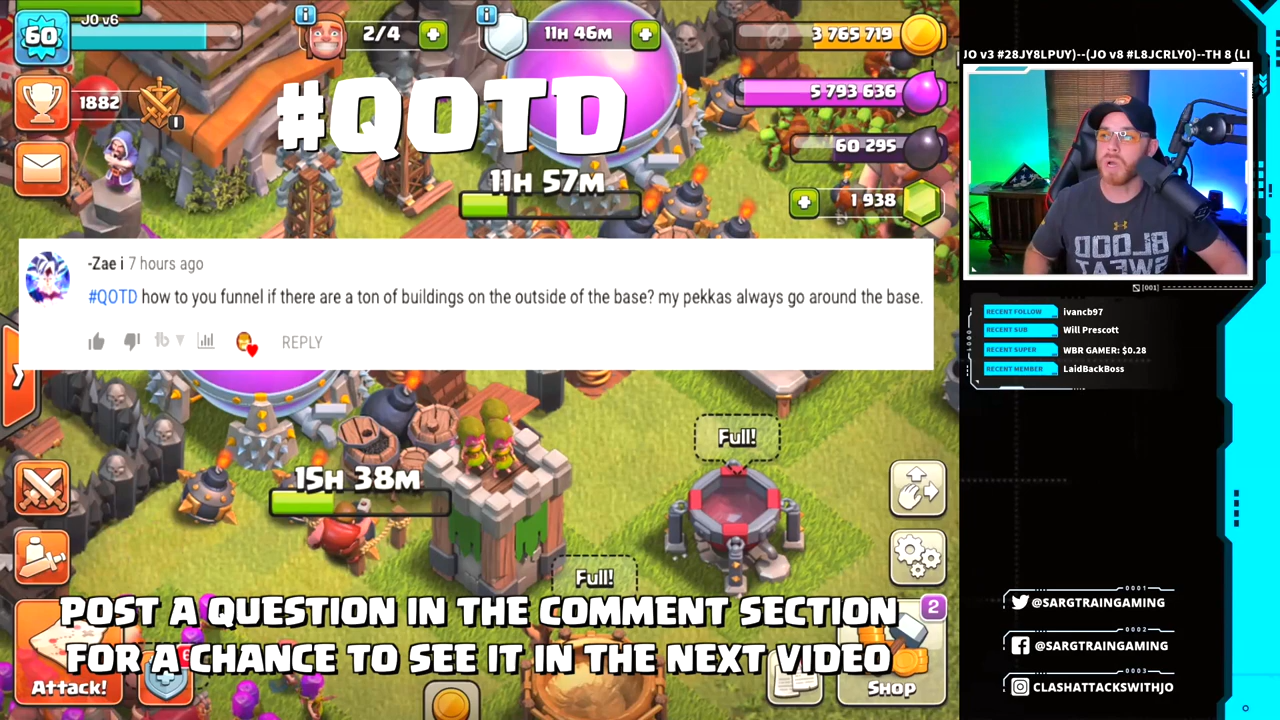 60
JO v6
2/4
11h 46m
3 765 719
1882
I
5 793 636
#QOTD
60 295
11h 57m
1 938
-Zae i 7 hours ago
#QOTD how to you funnel if there are a ton of buildings on the outside of the base? my pekkas always go around the base.
REPLY
Full!
15h 38m
Full!
POST A QUESTION IN THE COMMENT SECTION
FOR A CHANCE TO SEE IT IN THE NEXT VIDEO
2
Attack!
Shop
JO v3 #28JY8LPUY)--(JO v8 #L8JCRLY0)--TH 8 (LI
BLOOD
SWEAT
[001]
RECENT FOLLOW ivancb97
RECENT SUB Will Prescott
RECENT SUPER WBR GAMER: $0.28
RECENT MEMBER LaidBackBoss
0001
@SARGTRAINGAMING
0002
@SARGTRAINGAMING
0003
CLASHATTACKSWITHJO